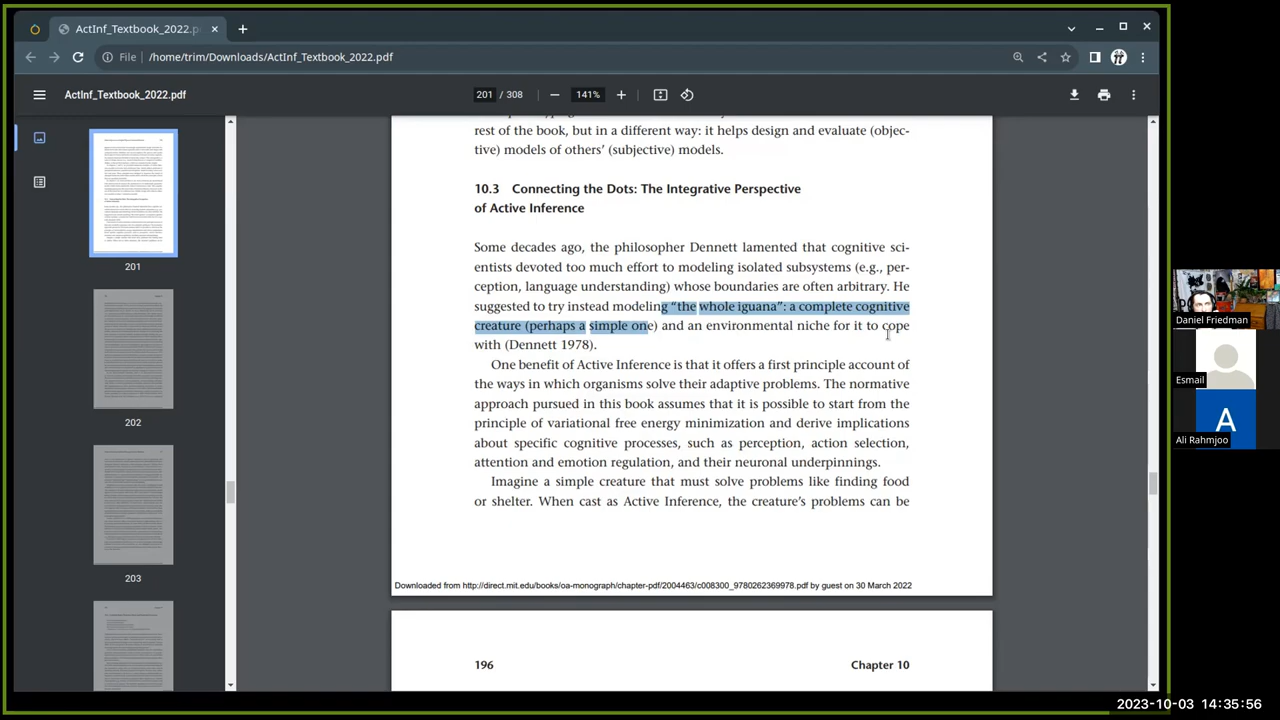 ActInf_Textbook_2022.p
File
/home/trim/Downloads/ActInf_Textbook_2022.pdf
ActInf_Textbook_2022.pdf
201 / 308
141%
201
202
203
rest of the book, but in a different way: it helps design and evaluate (objec-
tive) models of others' (subjective) models.
10.3 Connecting the Dots: The Integrative Perspective
of Active Inference
Some decades ago, the philosopher Dennett lamented that cognitive sci-
entists devoted too much effort to modeling isolated subsystems (e.g., per-
ception, language understanding) whose boundaries are often arbitrary. He
suggested to try instead modeling “the whole iguana”: a complete cognitive
creature (perhaps a simple one) and an environmental niche for it to cope
with (Dennett 1978).
One benefit of Active Inference is that it offers a first principle account of
the ways in which organisms solve their adaptive problems. The normative
approach pursued in this book assumes that it is possible to start from the
principle of variational free energy minimization and derive implications
about specific cognitive processes, such as perception, action selection,
attention and emotion regulation, and their neuronal underpinnings.
Imagine a simple creature that must solve problems like finding food
or shelter. When cast as Active Inference, the creature's problems can be
Downloaded from http://direct.mit.edu/books/oa-monograph/chapter-pdf/2004463/c008300_9780262369978.pdf by guest on 30 March 2022
196
Chapter 10
Daniel Friedman
Esmail
A
Ali Rahmjoo
2023-10-03 14:35:56